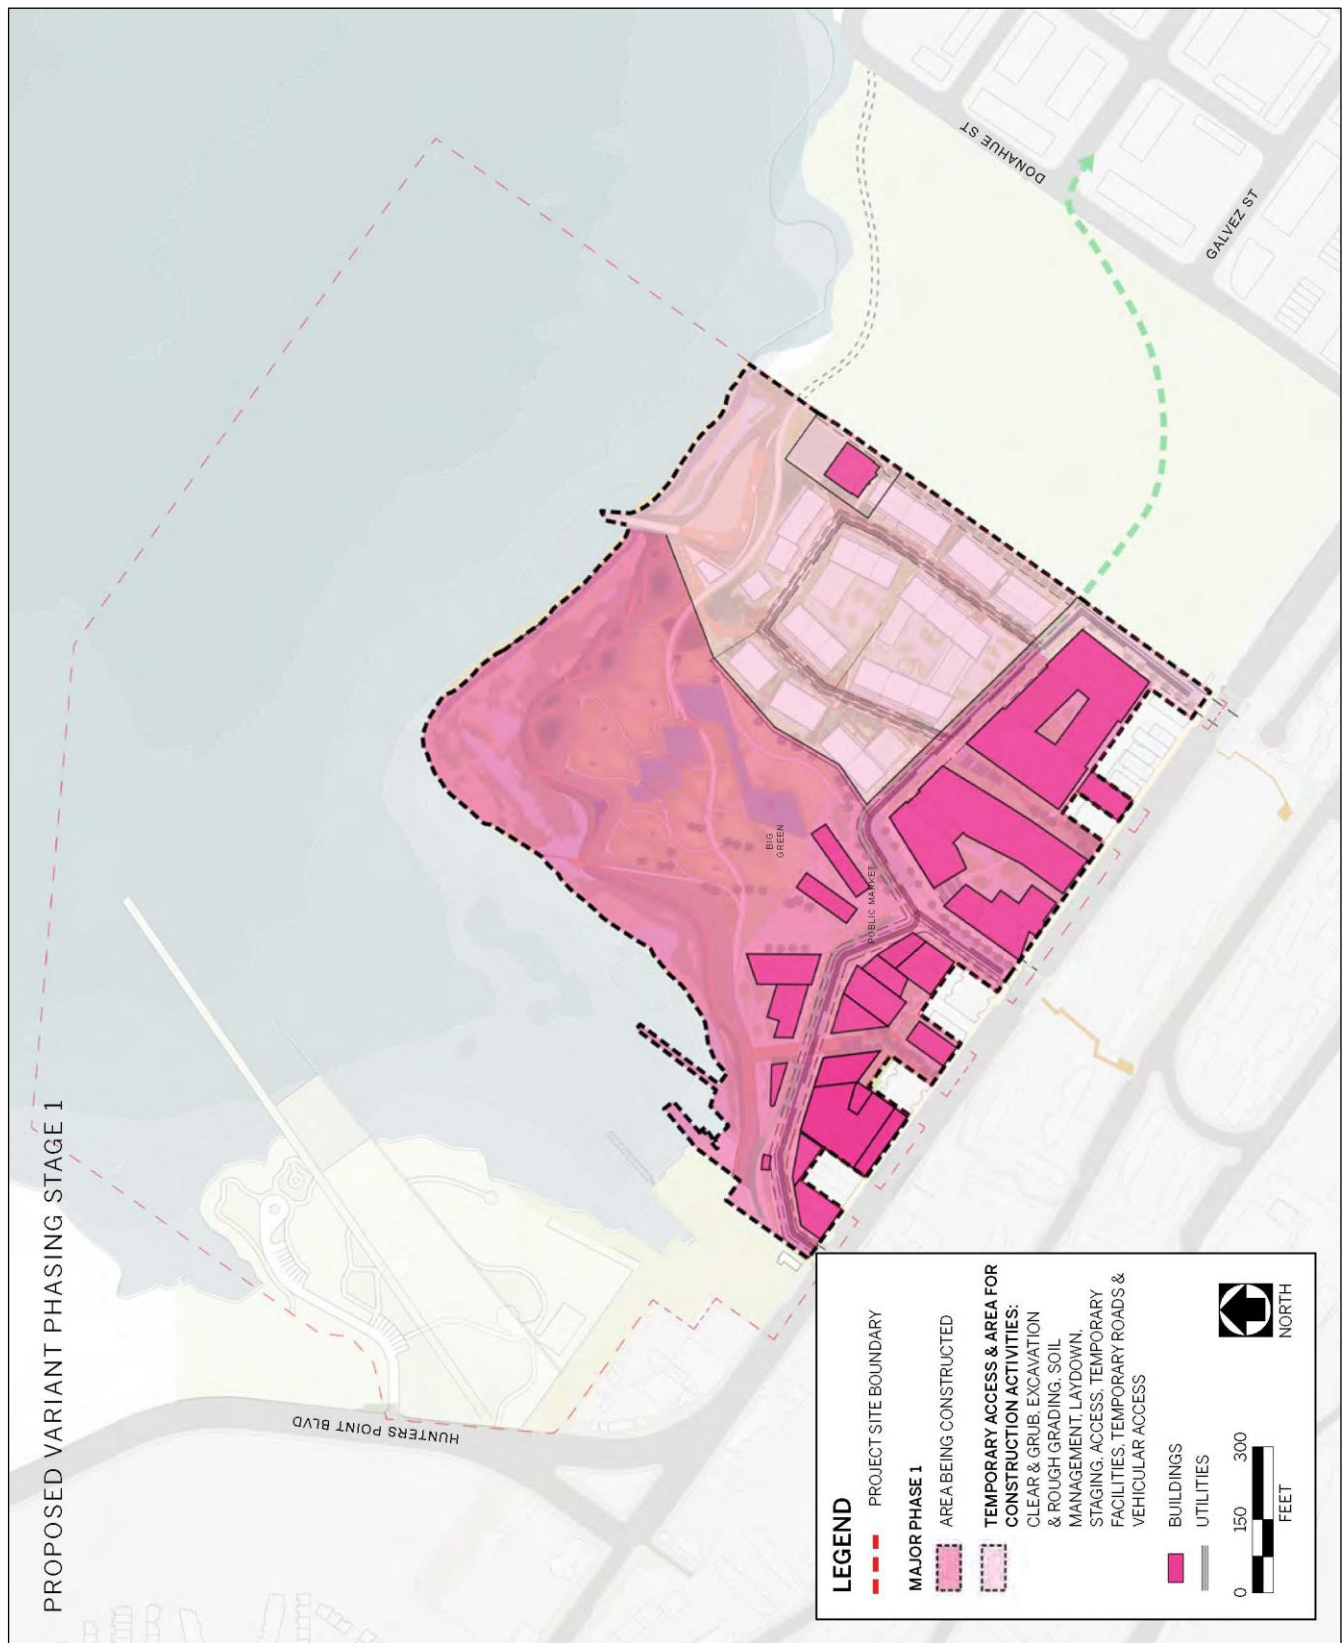 PROPOSED VARIANT PHASING STAGE 1
HUNTERS POINT BLVD
DONAHUE ST
GALVEZ ST
BIG
GREEN
PUBLIC MARKET
LEGEND
PROJECT SITE BOUNDARY
MAJOR PHASE 1
AREA BEING CONSTRUCTED
TEMPORARY ACCESS & AREA FOR
CONSTRUCTION ACTIVITIES:
CLEAR & GRUB, EXCAVATION
& ROUGH GRADING, SOIL
MANAGEMENT, LAYDOWN,
STAGING, ACCESS, TEMPORARY
FACILITIES, TEMPORARY ROADS &
VEHICULAR ACCESS
BUILDINGS
UTILITIES
0 150 300
FEET
NORTH